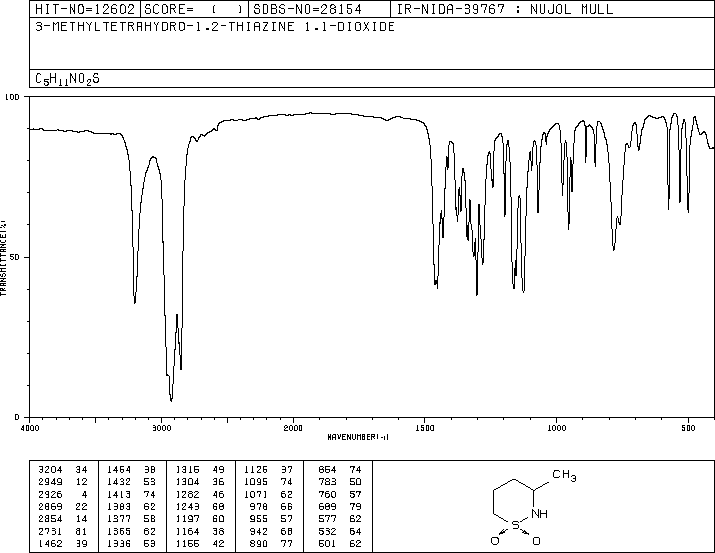 HIT-NO=12602 SCORE= ( ) SDBS-NO=28154 IR-NIDA-39767 : NUJOL MULL
3-METHYLTETRAHYDRO-1,2-THIAZINE 1,1-DIOXIDE
C5H11NO2S
100
50
0
TRANSMITTANCE(%)
4000 3000 2000 1500 1000 500
WAVENUMBER(-1)
3204 34 1454 38 1315 49 1126 37 854 74
2949 12 1432 53 1304 36 1095 74 783 50
2926 4 1413 74 1282 46 1071 62 760 57
2869 22 1383 62 1243 68 978 66 689 79
2854 14 1377 58 1197 60 955 57 577 62
2731 81 1365 62 1164 38 942 68 532 64
1462 39 1336 53 1155 42 890 77 501 62
CH3
NH
S
O O